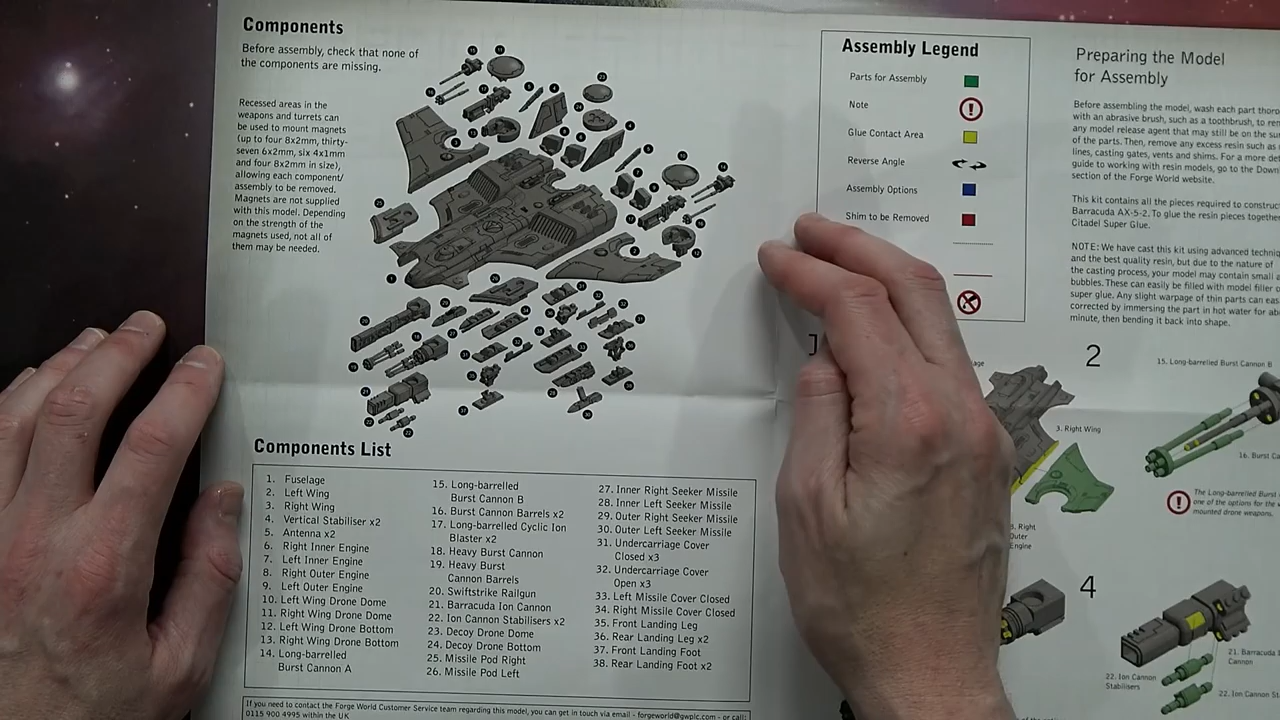 Components
Before assembly, check that none of
the components are missing.
Recessed areas in the
weapons and turrets can
be used to mount magnets
(up to four 8x2mm, thirty-
seven 6x2mm, six 4x1mm
and four 8x2mm in size),
allowing each component/
assembly to be removed.
Magnets are not supplied
with this model. Depending
on the strength of the
magnets used, not all of
them may be needed.
Components List
1. Fuselage
2. Left Wing
3. Right Wing
4. Vertical Stabiliser x2
5. Antenna x2
6. Right Inner Engine
7. Left Inner Engine
8. Right Outer Engine
9. Left Outer Engine
10. Left Wing Drone Dome
11. Right Wing Drone Dome
12. Left Wing Drone Bottom
13. Right Wing Drone Bottom
14. Long-barrelled
Burst Cannon A
15. Long-barrelled
Burst Cannon B
16. Burst Cannon Barrels x2
17. Long-barrelled Cyclic Ion
Blaster x2
18. Heavy Burst Cannon
19. Heavy Burst
Cannon Barrels
20. Swiftstrike Railgun
21. Barracuda Ion Cannon
22. Ion Cannon Stabilisers x2
23. Decoy Drone Dome
24. Decoy Drone Bottom
25. Missile Pod Right
26. Missile Pod Left
27. Inner Right Seeker Missile
28. Inner Left Seeker Missile
29. Outer Right Seeker Missile
30. Outer Left Seeker Missile
31. Undercarriage Cover
Closed x3
32. Undercarriage Cover
Open x3
33. Left Missile Cover Closed
34. Right Missile Cover Closed
35. Front Landing Leg
36. Rear Landing Leg x2
37. Front Landing Foot
38. Rear Landing Foot x2
If you need to contact the Forge World Customer Service team regarding this model, you can get in touch via email - forgeworld@gwplc.com - or call:
0115 900 4995 within the UK
Assembly Legend
Parts for Assembly
Note
Glue Contact Area
Reverse Angle
Assembly Options
Shim to be Removed
Preparing the Model
for Assembly
Before assembling the model, wash each part
with an abrasive brush, such as a toothbrush, to
any model release agent that may still be on the
of the parts. Then, remove any excess resin such as
lines, casting gates, vents and shims. For a more
guide to working with resin models, go to the
section of the Forge World website.
This kit contains all the pieces required to
Barracuda AX-5-2. To glue the resin pieces
Citadel Super Glue.
NOTE: We have cast this kit using advanced
and the best quality resin, but due to the nature of
the casting process, your model may contain small
bubbles. These can easily be filled with model filler
super glue. Any slight warpage of thin parts can
corrected by immersing the part in hot water for
minute, then bending it back into shape.
2
3. Right Wing
Right
Outer
Engine
15. Long-barrelled Burst Cannon B
16. Burst
The Long-barrelled Burst
one of the options for the
mounted drone weapons.
4
21. Barracuda
Cannon
22. Ion Cannon
Stabilisers
22. Ion Cannon